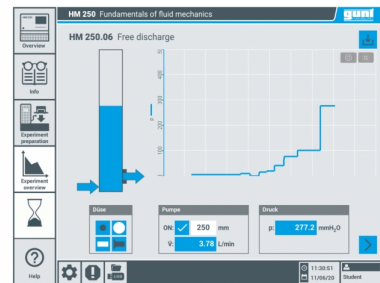 HM 250 Fundamentals of fluid mechanics
gunt
HM 250.06 Free discharge
Overview
Info
Experiment
preparation
Experiment
overview
Help
400
300
200
100
p
Düse
Pumpe
ON: 250 mm
V: 3.78 L/min
Druck
p: 277.2 mmH₂O
11:30:51
11/06/20
Student